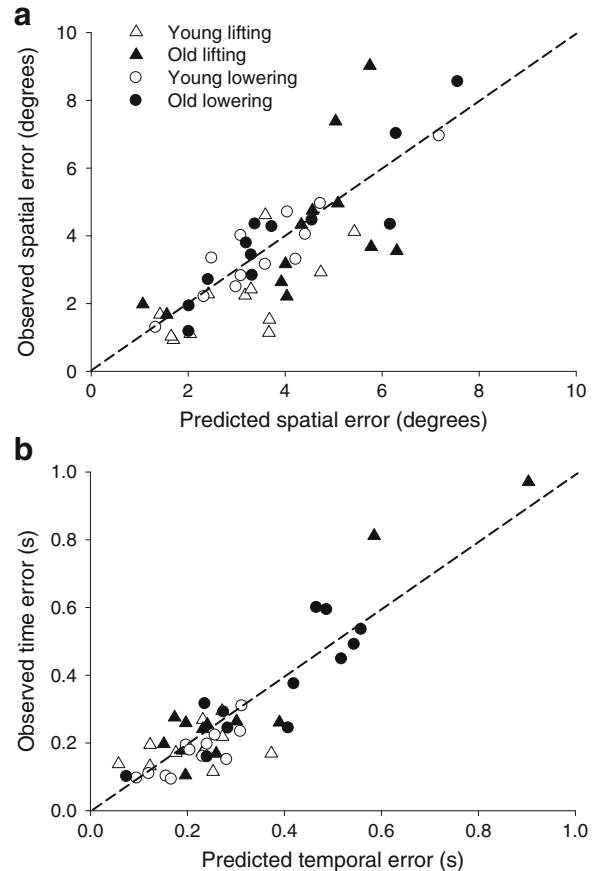 a
Young lifting
Old lifting
Young lowering
Old lowering
Observed spatial error (degrees)
10
8
6
4
2
0
0 2 4 6 8 10
Predicted spatial error (degrees)
b
Observed time error (s)
1.0
0.8
0.6
0.4
0.2
0.0
0.0 0.2 0.4 0.6 0.8 1.0
Predicted temporal error (s)